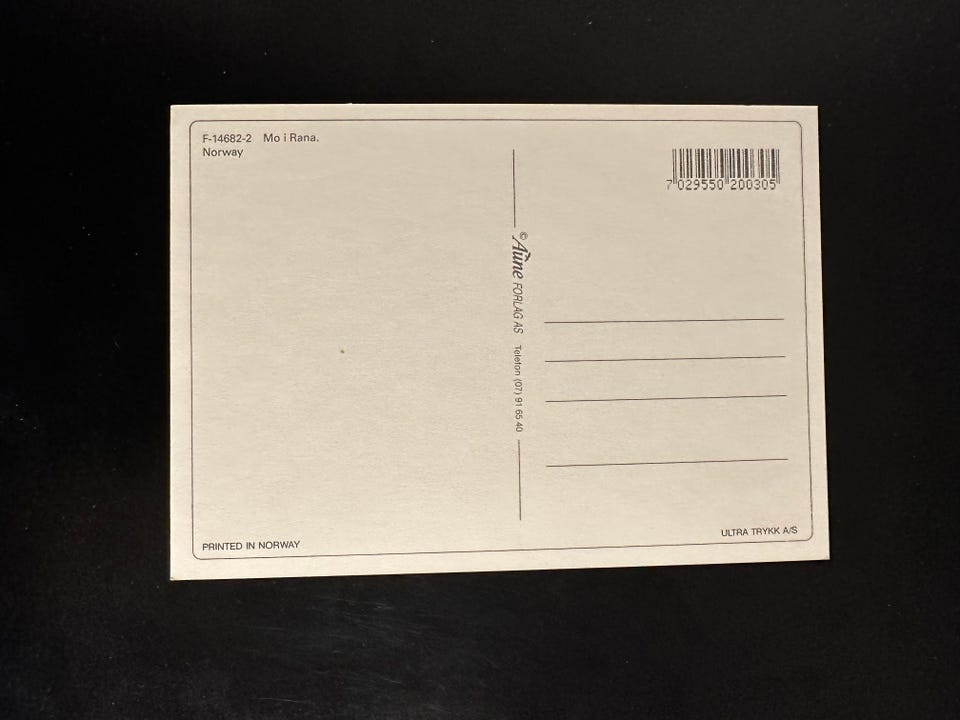 F-14682-2 Mo i Rana.
Norway
7 029550 200305
© Aune FORLAG AS Telefon (07) 91 65 40
PRINTED IN NORWAY
ULTRA TRYKK A/S